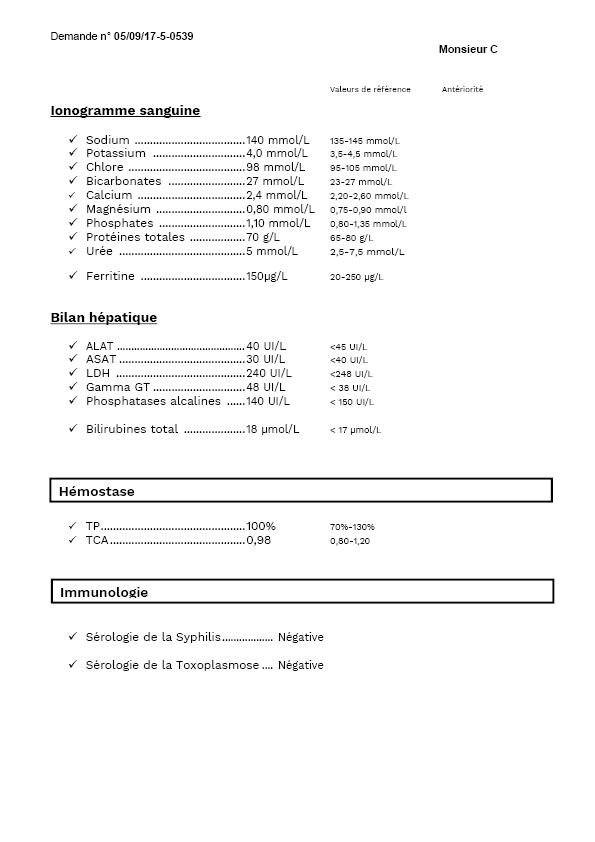 Demande n° 05/09/17-5-0539
Monsieur C
Valeurs de référence Antériorité
Ionogramme sanguine
✓ Sodium .....................................140 mmol/L 135-145 mmol/L
✓ Potassium ...............................4,0 mmol/L 3,5-4,5 mmol/L
✓ Chlore .......................................98 mmol/L 95-105 mmol/L
✓ Bicarbonates ..........................27 mmol/L 23-27 mmol/L
✓ Calcium ....................................2,4 mmol/L 2,20-2,60 mmol/L
✓ Magnésium ..............................0,80 mmol/L 0,75-0,90 mmol/l
✓ Phosphates .............................1,10 mmol/L 0,80-1,35 mmol/L
✓ Protéines totales ..................70 g/L 65-80 g/L
✓ Urée ..........................................5 mmol/L 2,5-7,5 mmol/L
✓ Ferritine ...................................150µg/L 20-250 µg/L
Bilan hépatique
✓ ALAT ...........................................40 UI/L <45 UI/L
✓ ASAT ..........................................30 UI/L <40 UI/L
✓ LDH ...........................................240 UI/L <248 UI/L
✓ Gamma GT ...............................48 UI/L < 38 UI/L
✓ Phosphatases alcalines ......140 UI/L < 150 UI/L
✓ Bilirubines total ....................18 µmol/L < 17 µmol/L
Hémostase
✓ TP................................................100% 70%-130%
✓ TCA.............................................0,98 0,80-1,20
Immunologie
✓ Sérologie de la Syphilis................. Négative
✓ Sérologie de la Toxoplasmose .... Négative